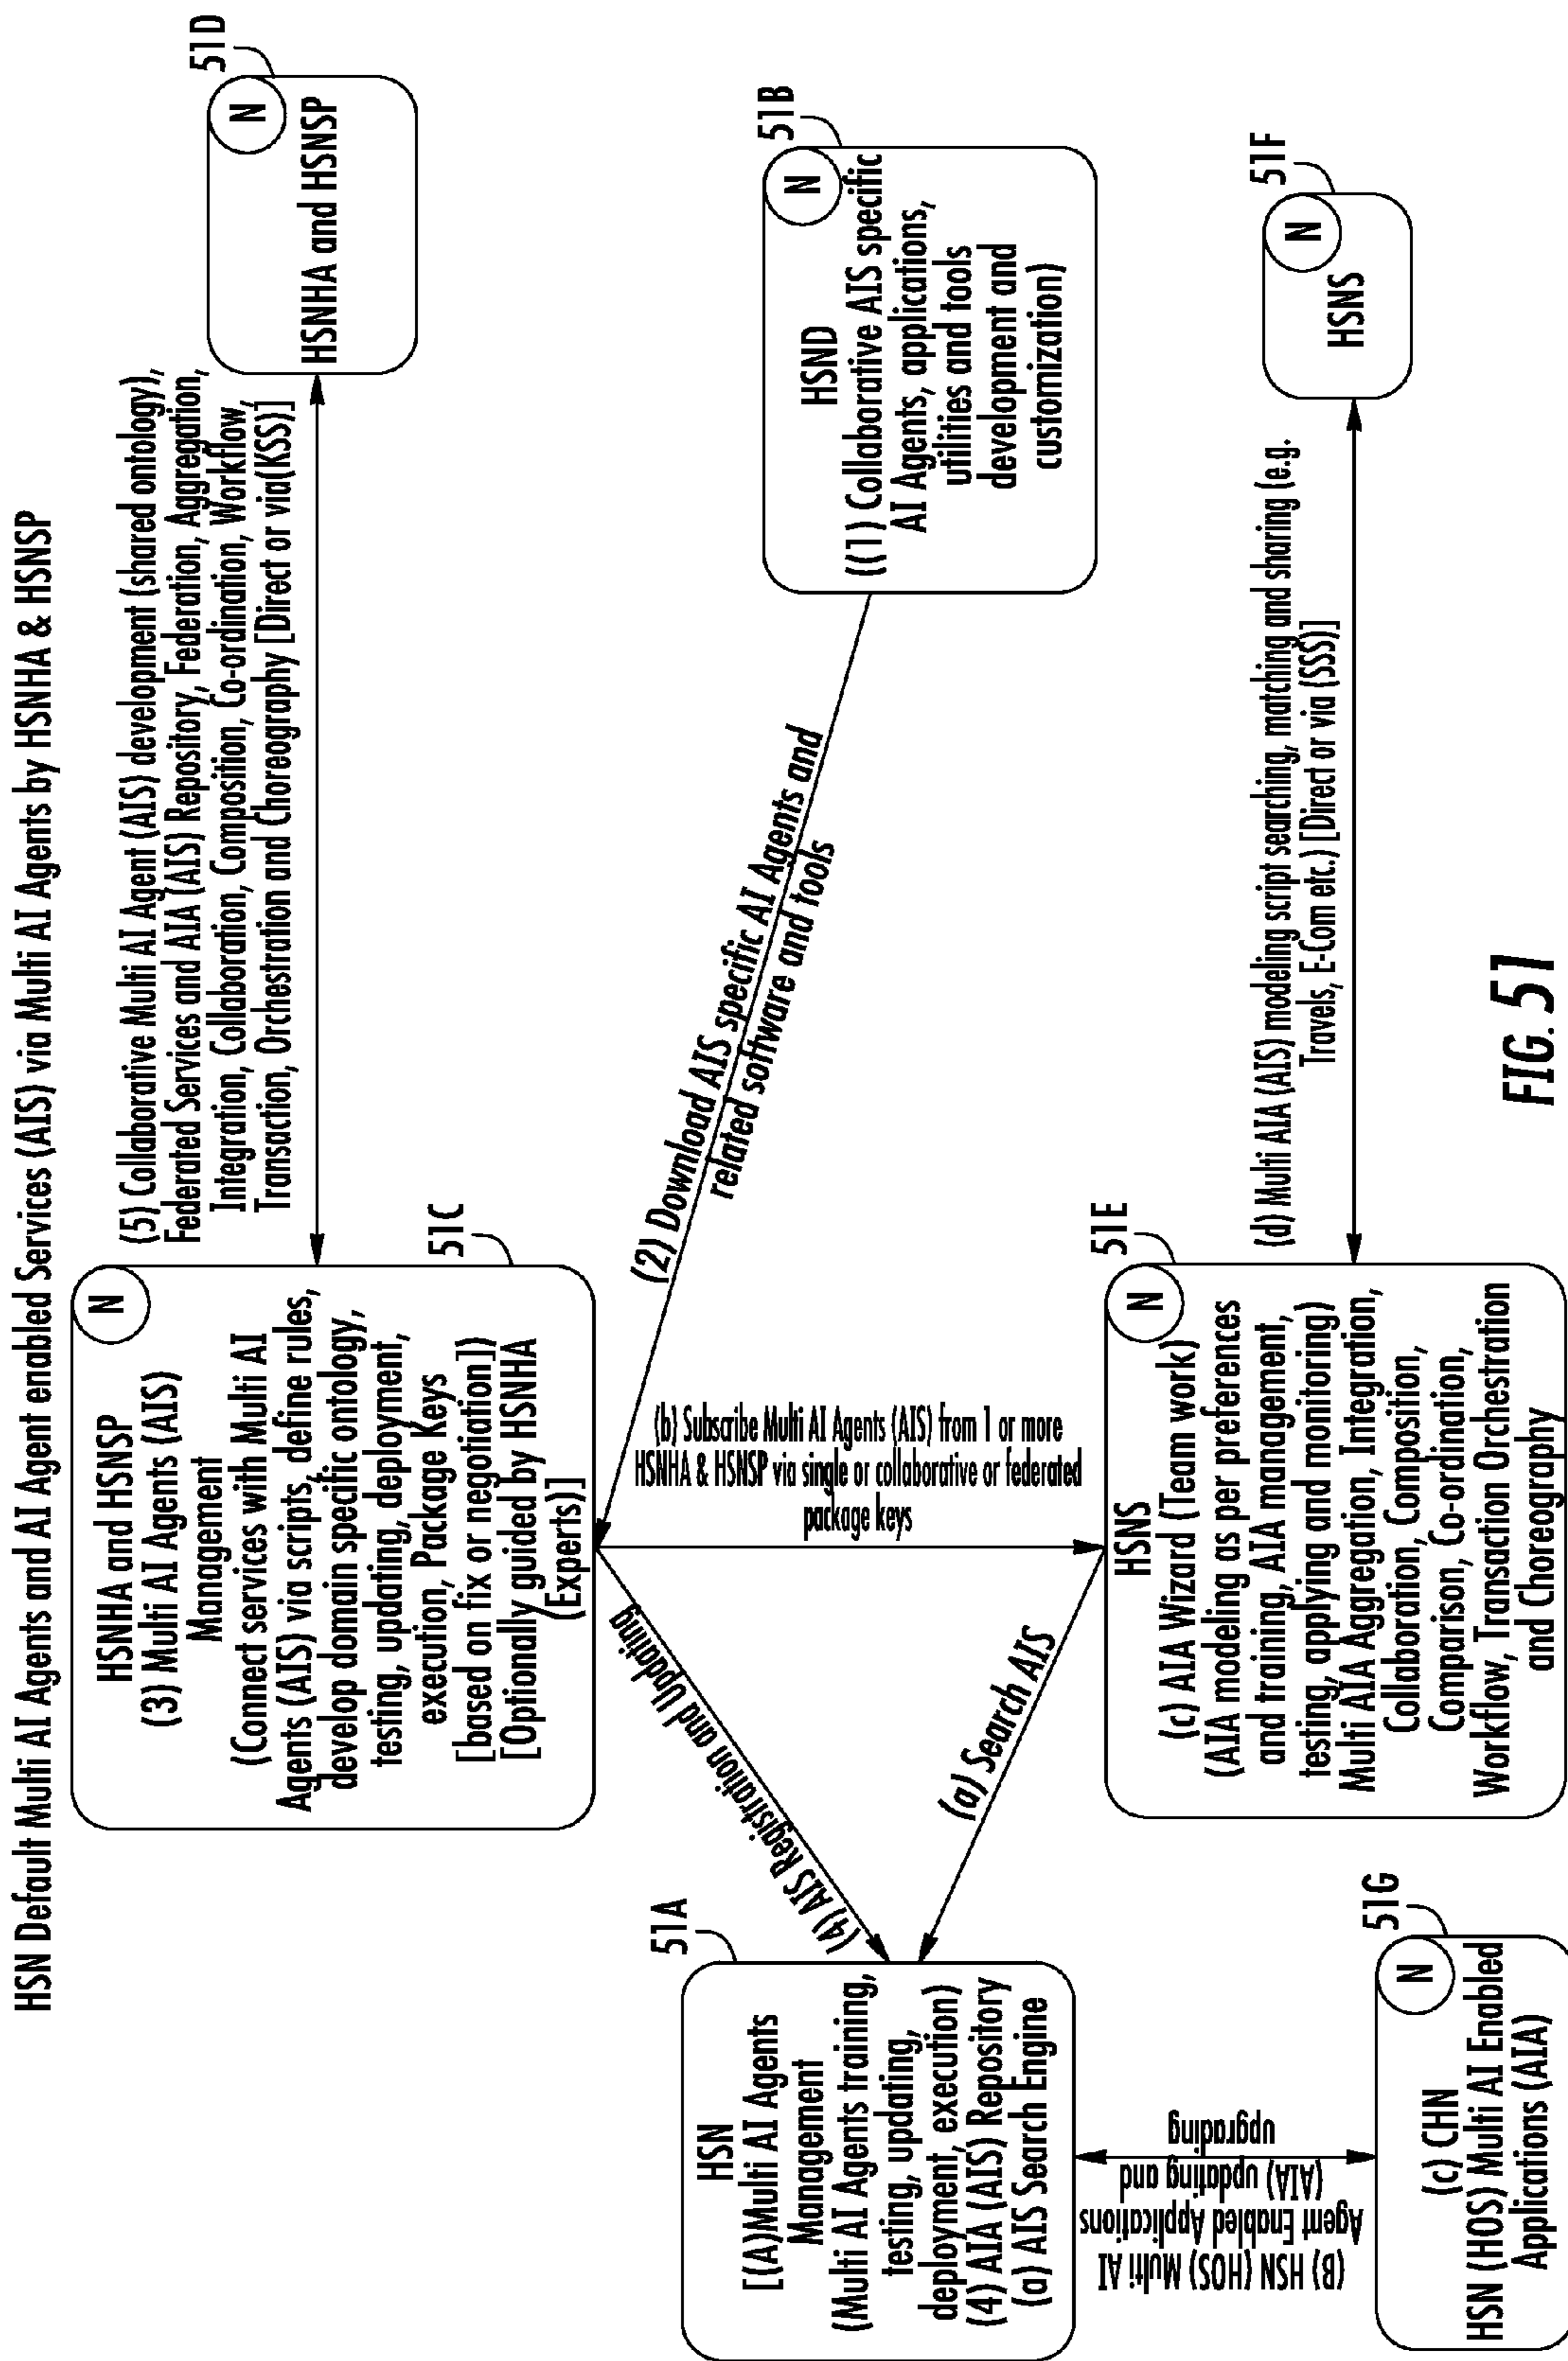 HSN Default Multi AI Agents and AI Agent enabled Services (AIS) via Multi AI Agents by HSNHA & HSNSP
51A
HSN
[(A)Multi AI Agents
Management
(Multi AI Agents training,
testing, updating,
deployment, execution)
(4) AIA (AIS) Repository
(a) AIS Search Engine
(4) AIS Registration and Updating
(a) Search AIS
(B) HSN (HOS) Multi AI
Agent Enabled Applications
(AIA) updating and
upgrading
51G
N
(c) CHN
HSN (HOS) Multi AI Enabled
Applications (AIA)
51C
N
HSNHA and HSNSP
(3) Multi AI Agents (AIS)
Management
(Connect services with Multi AI
Agents (AIS) via scripts, define rules,
develop domain specific ontology,
testing, updating, deployment,
execution, Package Keys
[based on fix or negotiation])
[Optionally guided by HSNHA
(Experts)]
(b) Subscribe Multi AI Agents (AIS) from 1 or more
HSNHA & HSNSP via single or collaborative or federated
package keys
51E
N
HSNS
(c) AIA Wizard (Team work)
(AIA modeling as per preferences
and training, AIA management,
testing, applying and monitoring)
Multi AIA Aggregation, Integration,
Collaboration, Composition,
Comparison, Co-ordination,
Workflow, Transaction Orchestration
and Choreography
(5) Collaborative Multi AI Agent (AIS) development (shared ontology),
Federated Services and AIA (AIS) Repository, Federation, Aggregation,
Integration, Collaboration, Composition, Co-ordination, Workflow,
Transaction, Orchestration and Choreography [Direct or via(KSS)]
51D
N
HSNHA and HSNSP
(2) Download AIS specific AI Agents and
related software and tools
51B
N
HSND
((1) Collaborative AIS specific
AI Agents, applications,
utilities and tools
development and
customization)
(d) Multi AIA (AIS) modeling script searching, matching and sharing (e.g.
Travels, E-Com etc.) [Direct or via (SSS)]
51F
N
HSNS
FIG. 51